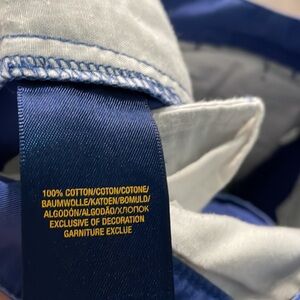 100% COTTON/COTON/COTONE/
BAUMWOLLE/KATOEN/BOMULD/
ALGODÓN/ALGODÃO/ХЛОПОК
EXCLUSIVE OF DECORATION
GARNITURE EXCLUE